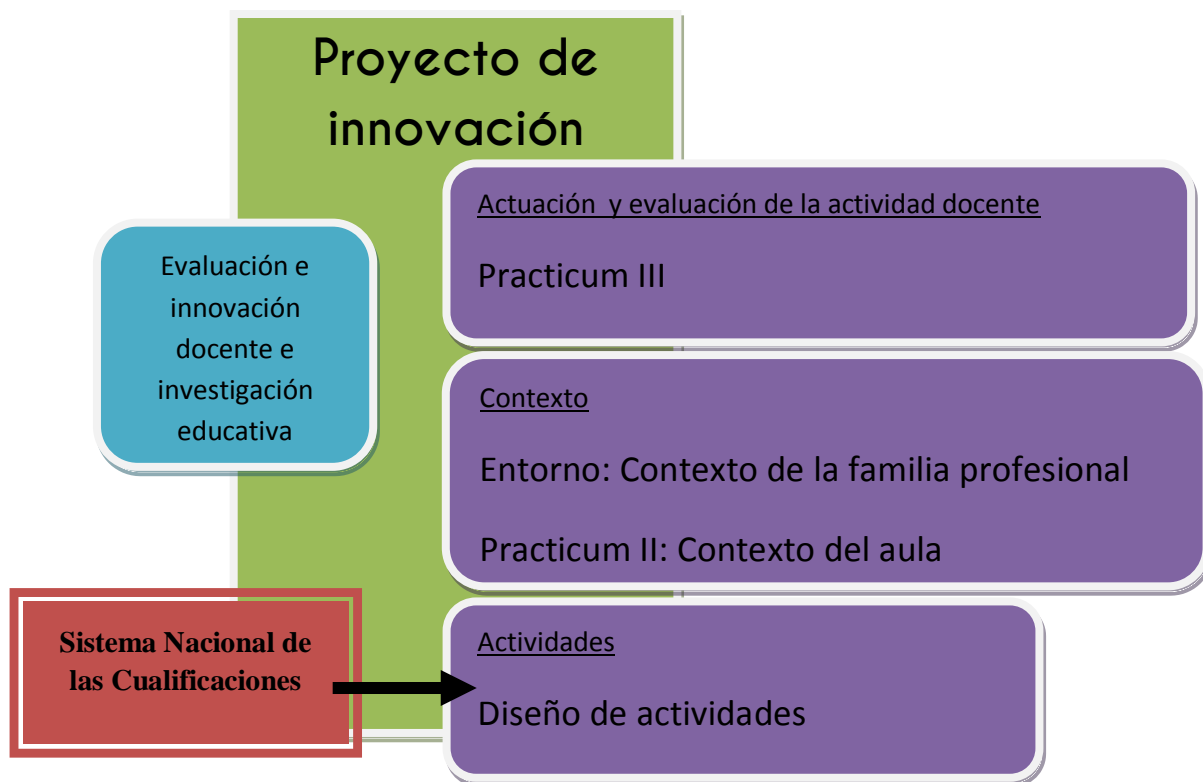 Proyecto de
innovación
Actuación y evaluación de la actividad docente
Practicum III
Evaluación e
innovación
docente e
investigación
educativa
Contexto
Entorno: Contexto de la familia profesional
Practicum II: Contexto del aula
Sistema Nacional de
las Cualificaciones
Actividades
Diseño de actividades